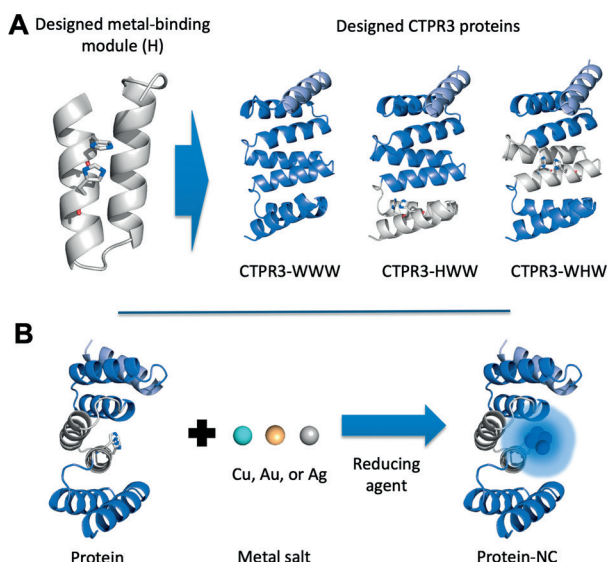 A
Designed metal-binding
module (H)
Designed CTPR3 proteins
CTPR3-WWW
CTPR3-HWW
CTPR3-WHW
B
Cu, Au, or Ag
Reducing
agent
Protein
Metal salt
Protein-NC